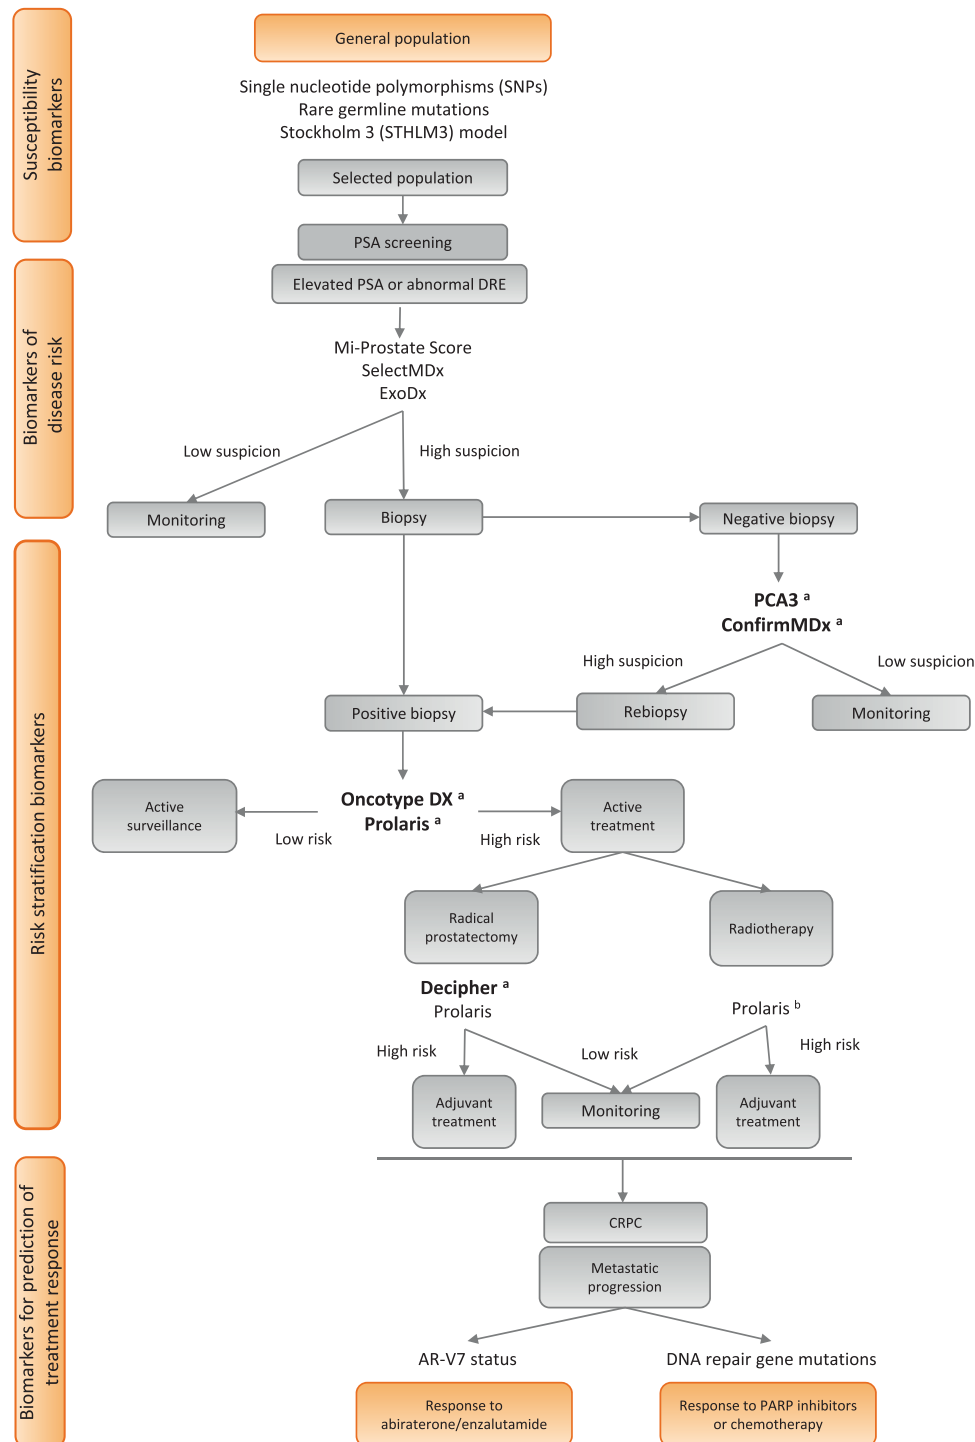 Susceptibility
biomarkers
General population
Single nucleotide polymorphisms (SNPs)
Rare germline mutations
Stockholm 3 (STHLM3) model
Selected population
PSA screening
Biomarkers of
disease risk
Elevated PSA or abnormal DRE
Mi-Prostate Score
SelectMDx
ExoDx
Low suspicion
High suspicion
Monitoring
Biopsy
Negative biopsy
Risk stratification biomarkers
PCA3 a
ConfirmMDx a
High suspicion
Low suspicion
Positive biopsy
Rebiopsy
Monitoring
Active
surveillance
Low risk
Oncotype DX a
Prolaris a
High risk
Active
treatment
Radical
prostatectomy
Radiotherapy
Decipher a
Prolaris
Prolaris b
High risk
Low risk
High risk
Adjuvant
treatment
Monitoring
Adjuvant
treatment
Biomarkers for prediction of
treatment response
CRPC
Metastatic
progression
AR-V7 status
DNA repair gene mutations
Response to
abiraterone/enzalutamide
Response to PARP inhibitors
or chemotherapy